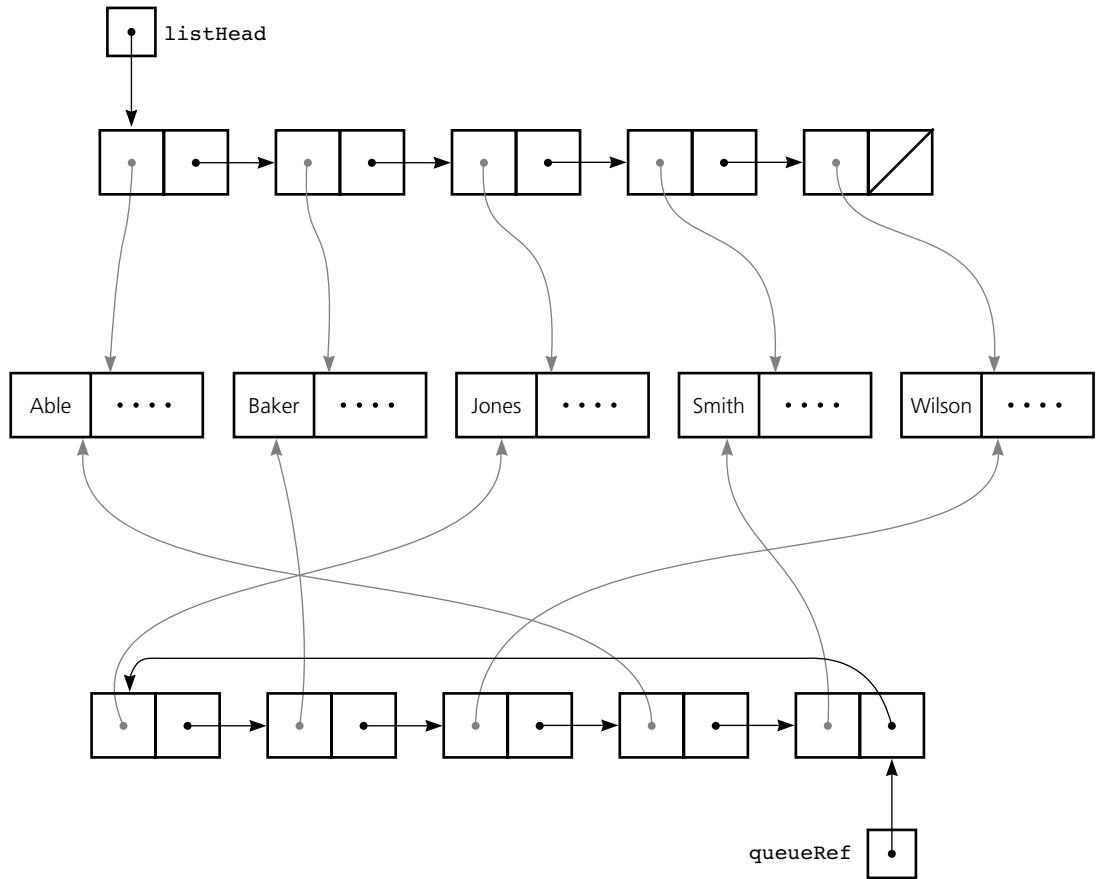 listHead
Able • • • •
Baker • • • •
Jones • • • •
Smith • • • •
Wilson • • • •
queueRef